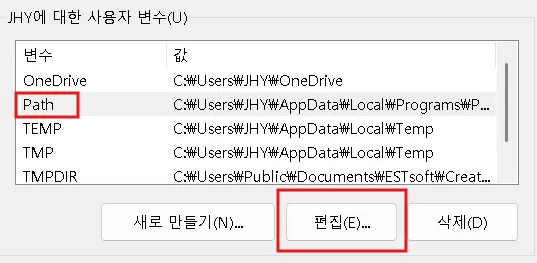 JHY에 대한 사용자 변수(U)
변수 값
OneDrive C:₩Users₩JHY₩OneDrive
Path C:₩Users₩JHY₩AppData₩Local₩Programs₩P...
TEMP C:₩Users₩JHY₩AppData₩Local₩Temp
TMP C:₩Users₩JHY₩AppData₩Local₩Temp
TMPDIR C:₩Users₩Public₩Documents₩ESTsoft₩Creat...
새로 만들기(N)... 편집(E)... 삭제(D)